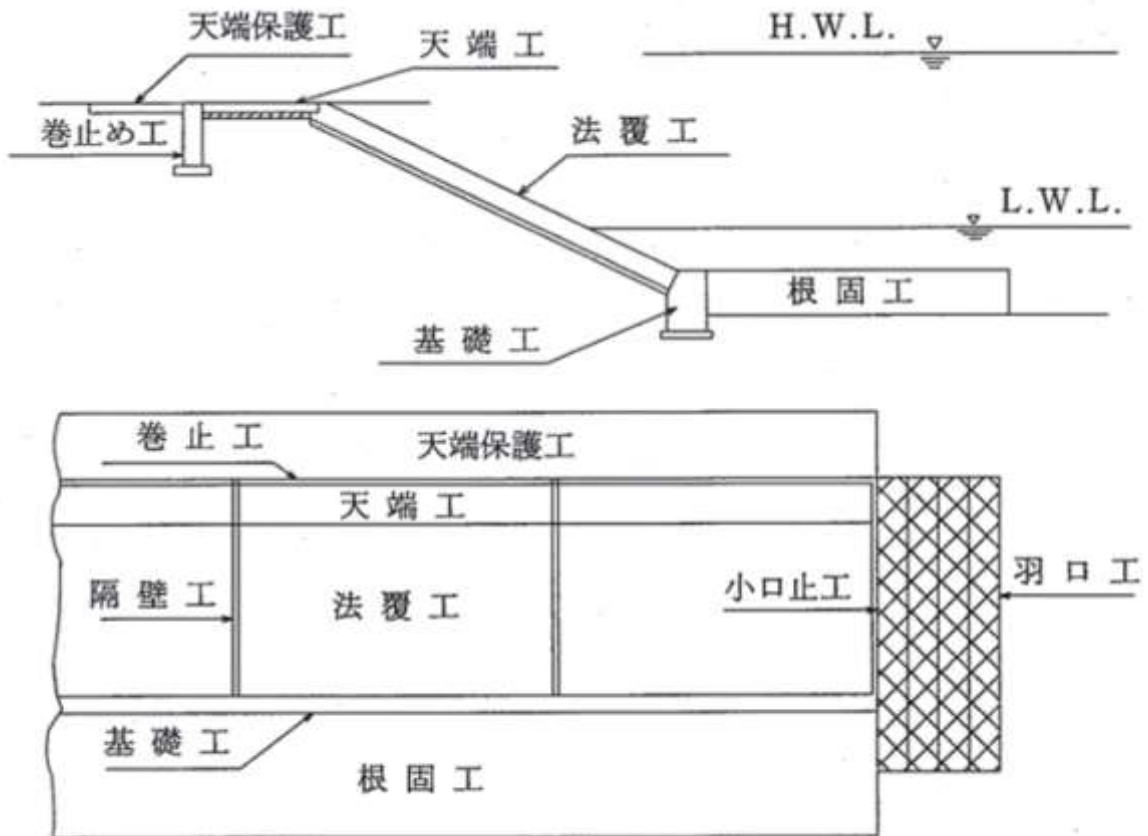 天端保護工
天端工
H.W.L.
巻止め工
法覆工
L.W.L.
根固工
基礎工
巻止工
天端保護工
天端工
隔壁工
法覆工
小口止工
羽口工
基礎工
根固工